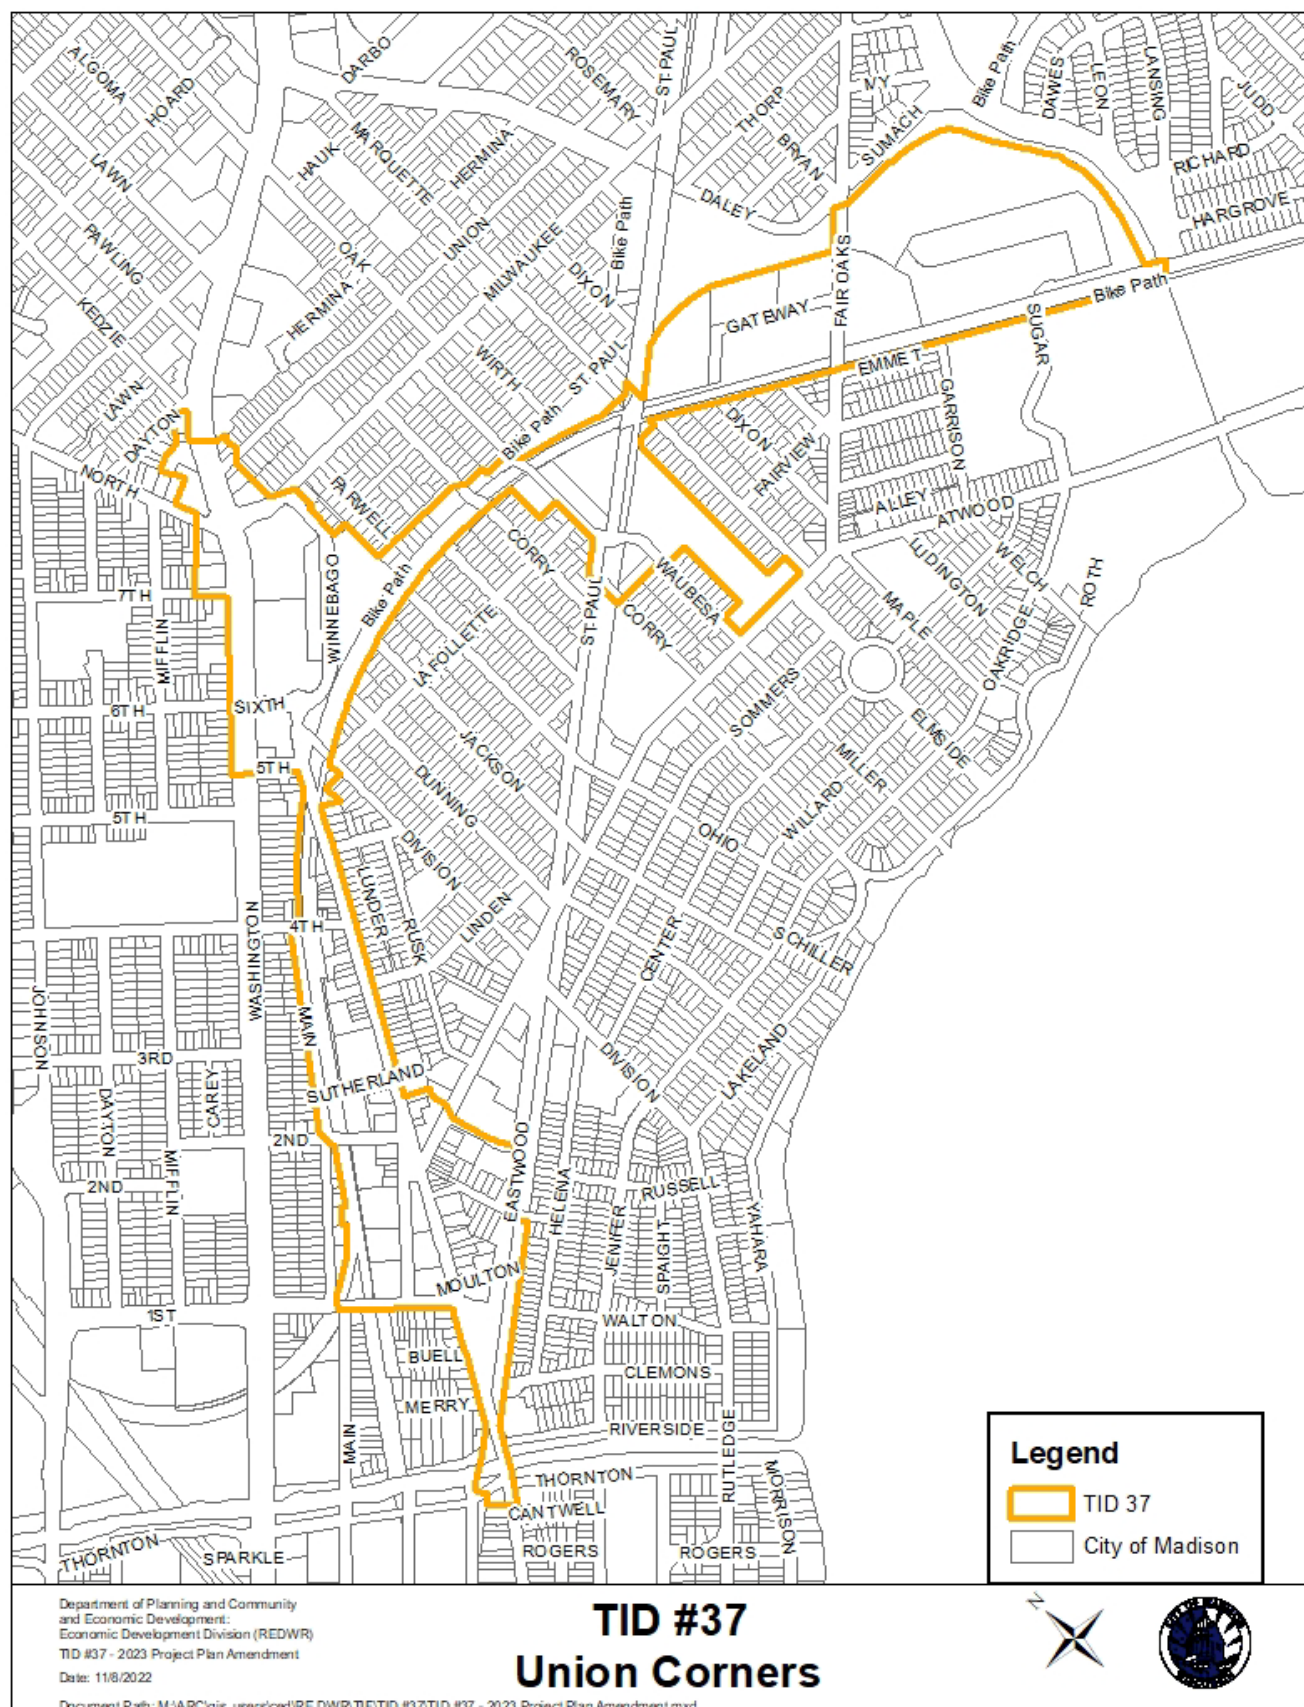 ALGOMA
HOARD
DARBO
ROSEMARY
ST. PAUL
THORP
IVY
Bike Path
DAWES
LEON
LANSING
JUDD
LAWN
HAUK
MARQUETTE
HERMINA
BRYAN
SUMACH
RICHARD
HARGROVE
PAWLING
OAK
UNION
MILWAUKEE
DIXON
Bike Path
DALEY
FAIR OAKS
KEDZIE
HERMINA
GATEWAY
Bike Path
SUGAR
WIRTH
ST. PAUL
EMMET
LAWN
DAYTON
NORTH
Bike Path
DIXON
FAIRVIEW
GARRISON
FARWELL
CORRY
ALLEY
ATWOOD
WINNEBAGO
Bike Path
WAUBESA
LUDINGTON
WELCH
ROTH
7TH
MIFFLIN
LAFOLLETTE
ST. PAUL
CORRY
MAPLE
OAKRIDGE
6TH
SIXTH
SOMMERS
ELMSIDE
5TH
JACKSON
DUNNING
MILLER
WILLARD
5TH
DIVISION
OHIO
LUNDER
RUSK
LINDEN
WASHINGTON
4TH
CENTER
SCHILLER
JOHNSON
MAIN
3RD
CAREY
SUTHERLAND
DIVISION
LAKELAND
DAYTON
2ND
EASTWOOD
HELENA
2ND
MIFFLIN
RUSSELL
JENIFER
SPAIGHT
YAHARA
MOULTON
1ST
WALTON
BUELL
CLEMONS
MERRY
RIVERSIDE
RUTLEDGE
MAIN
THORNTON
MORRISON
CANTWELL
THORNTON
SPARKLE
ROGERS
ROGERS
Legend
TID 37
City of Madison
Department of Planning and Community
and Economic Development:
Economic Development Division (REDWR)
TID #37 - 2023 Project Plan Amendment
Date: 11/8/2022
TID #37
Union Corners
N